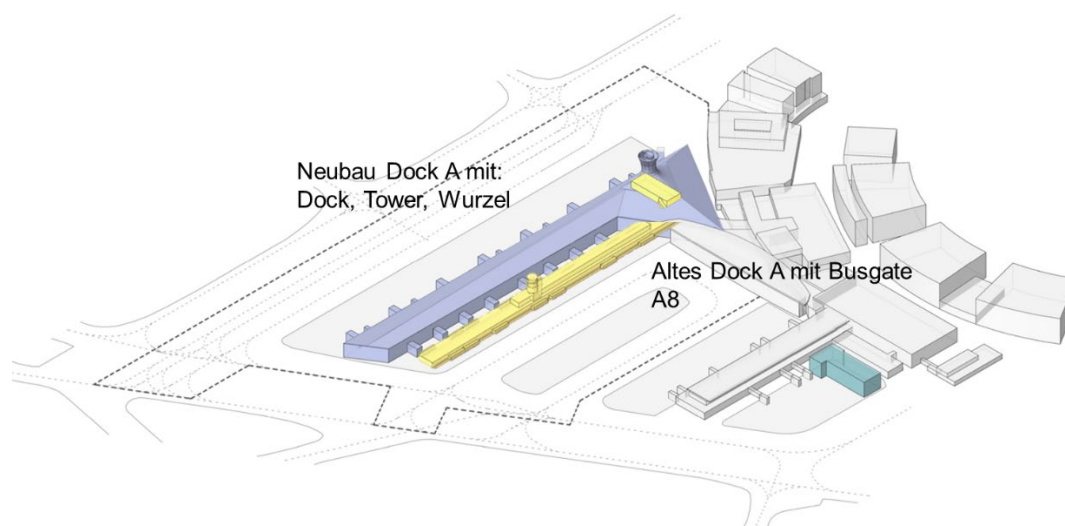 Neubau Dock A mit:
Dock, Tower, Wurzel
Altes Dock A mit Busgate
A8